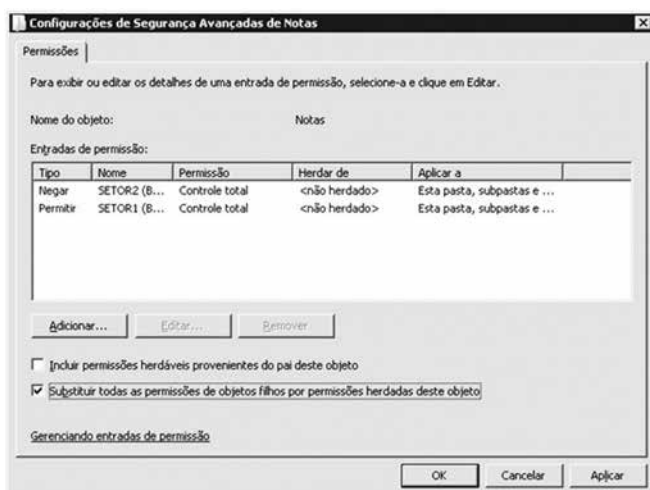 Configurações de Segurança Avançadas de Notas
Permissões
Para exibir ou editar os detalhes de uma entrada de permissão, selecione-a e clique em Editar.
Nome do objeto: Notas
Entradas de permissão:
Tipo Nome Permissão Herdar de Aplicar a
Negar SETOR2 (B... Controle total <não herdado> Esta pasta, subpastas e ...
Permitir SETOR1 (B... Controle total <não herdado> Esta pasta, subpastas e ...
Adicionar... Editar... Remover
Incluir permissões herdáveis provenientes do pai deste objeto
Substituir todas as permissões de objetos filhos por permissões herdadas deste objeto
Gerenciando entradas de permissão
OK Cancelar Aplicar